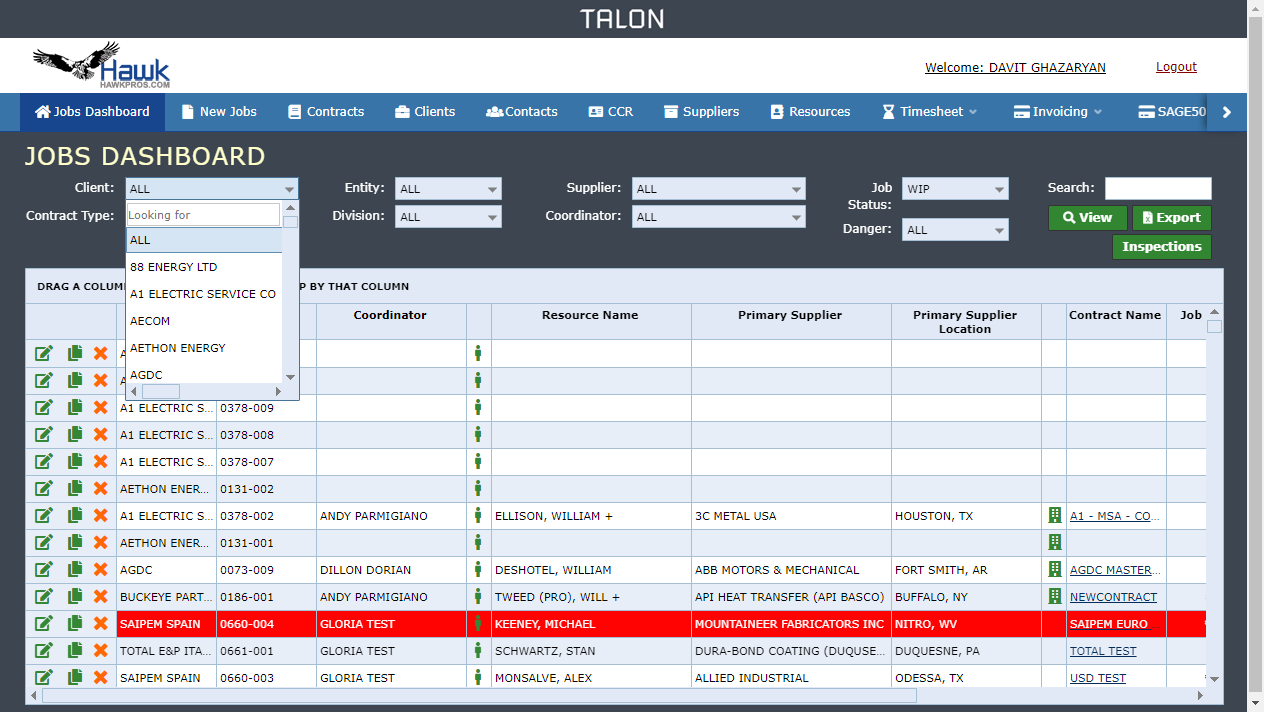 TALON
Hawk
HAWKPROS.COM
Welcome: DAVIT GHAZARYAN
Logout
Jobs Dashboard New Jobs Contracts Clients Contacts CCR Suppliers Resources Timesheet Invoicing SAGE50
JOBS DASHBOARD
Client: ALL Entity: ALL Supplier: ALL Job Status: WIP Search:
Contract Type: Division: ALL Coordinator: ALL Danger: ALL View Export
Inspections
Looking for
ALL
88 ENERGY LTD
A1 ELECTRIC SERVICE CO
AECOM
AETHON ENERGY
AGDC
DRAG A COLUM P BY THAT COLUMN
Coordinator Resource Name Primary Supplier Primary Supplier Location Contract Name Job
A1 ELECTRIC S... 0378-009
A1 ELECTRIC S... 0378-008
A1 ELECTRIC S... 0378-007
AETHON ENER... 0131-002
A1 ELECTRIC S... 0378-002 ANDY PARMIGIANO ELLISON, WILLIAM + 3C METAL USA HOUSTON, TX A1 - MSA - CO...
AETHON ENER... 0131-001
AGDC 0073-009 DILLON DORIAN DESHOTEL, WILLIAM ABB MOTORS & MECHANICAL FORT SMITH, AR AGDC MASTER...
BUCKEYE PART... 0186-001 ANDY PARMIGIANO TWEED (PRO), WILL + API HEAT TRANSFER (API BASCO) BUFFALO, NY NEWCONTRACT
SAIPEM SPAIN 0660-004 GLORIA TEST KEENEY, MICHAEL MOUNTAINEER FABRICATORS INC NITRO, WV SAIPEM EURO
TOTAL E&P ITA... 0661-001 GLORIA TEST SCHWARTZ, STAN DURA-BOND COATING (DUQUSE... DUQUESNE, PA TOTAL TEST
SAIPEM SPAIN 0660-003 GLORIA TEST MONSALVE, ALEX ALLIED INDUSTRIAL ODESSA, TX USD TEST